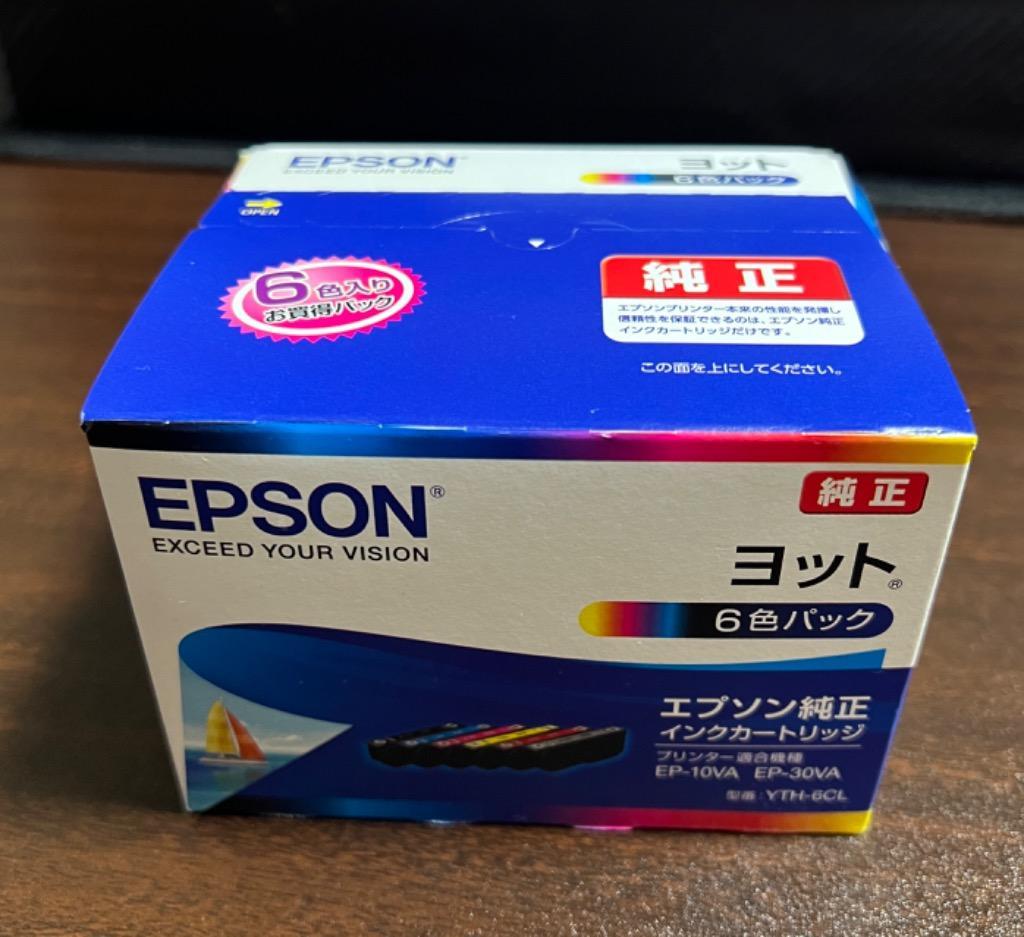 EPSON
EXCEED YOUR VISION
ヨット
6色パック
OPEN
6色入り
お買得パック
純正
エプソンプリンター本来の性能を発揮し
信頼性を保証できるのは、エプソン純正
インクカートリッジだけです。
この面を上にしてください。
EPSON®
EXCEED YOUR VISION
純正
ヨット®
6色パック
エプソン純正
インクカートリッジ
プリンター適合機種
EP-10VA EP-30VA
型番：YTH-6CL